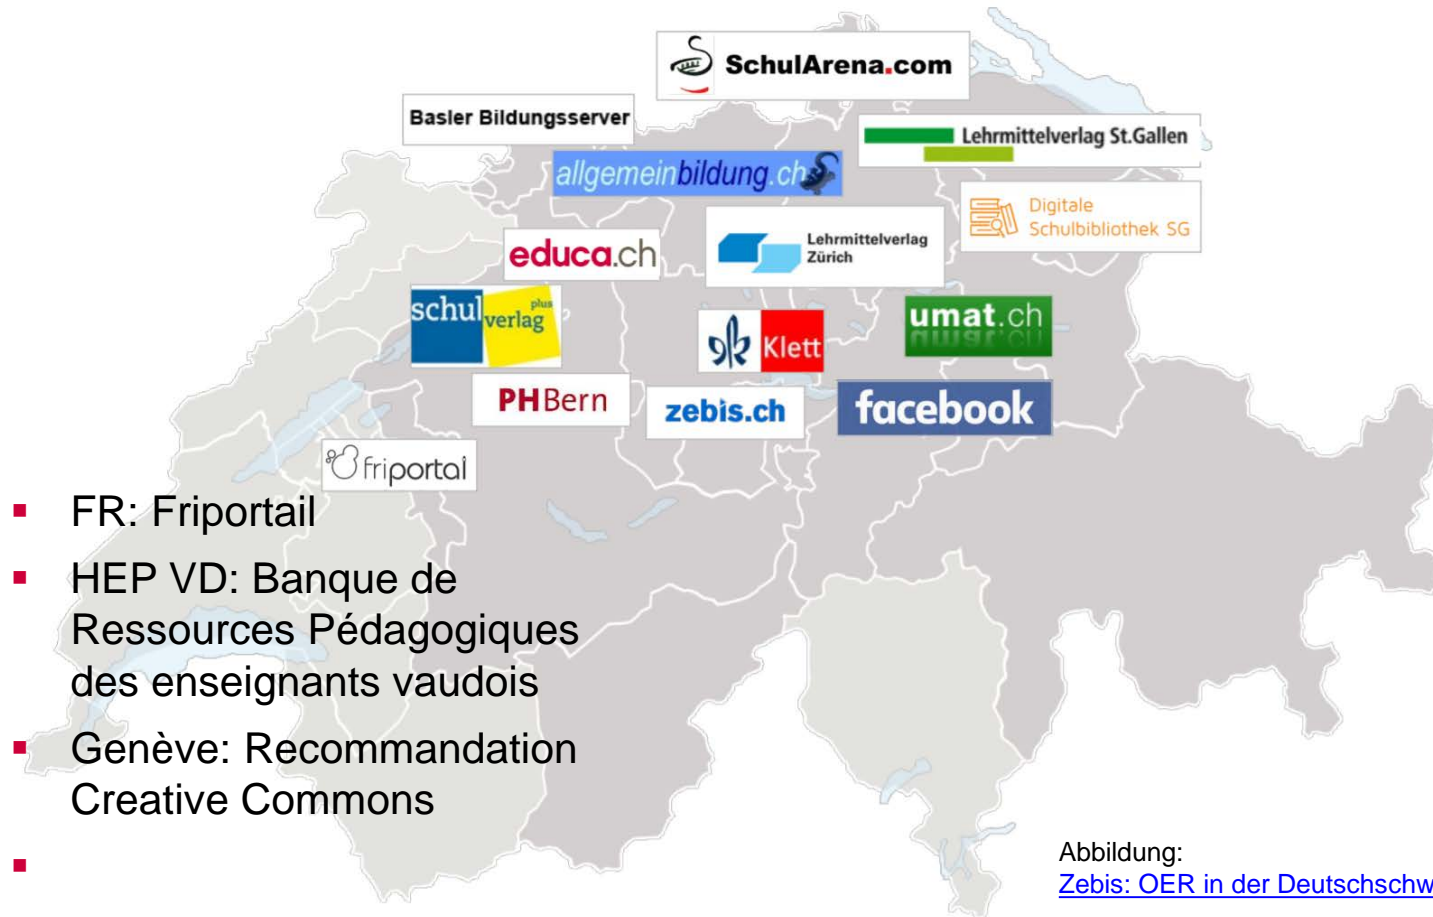 SchulArena.com
Basler Bildungsserver
Lehrmittelverlag St.Gallen
allgemeinbildung.ch
Digitale
Schulbibliothek SG
educa.ch
Lehrmittelverlag
Zürich
schul
verlag
plus
Klett
umat.ch
PHBern
zebis.ch
facebook
friportal
FR: Friportail
HEP VD: Banque de
Ressources Pédagogiques
des enseignants vaudois
Genève: Recommandation
Creative Commons
Abbildung:
Zebis: OER in der Deutschschw